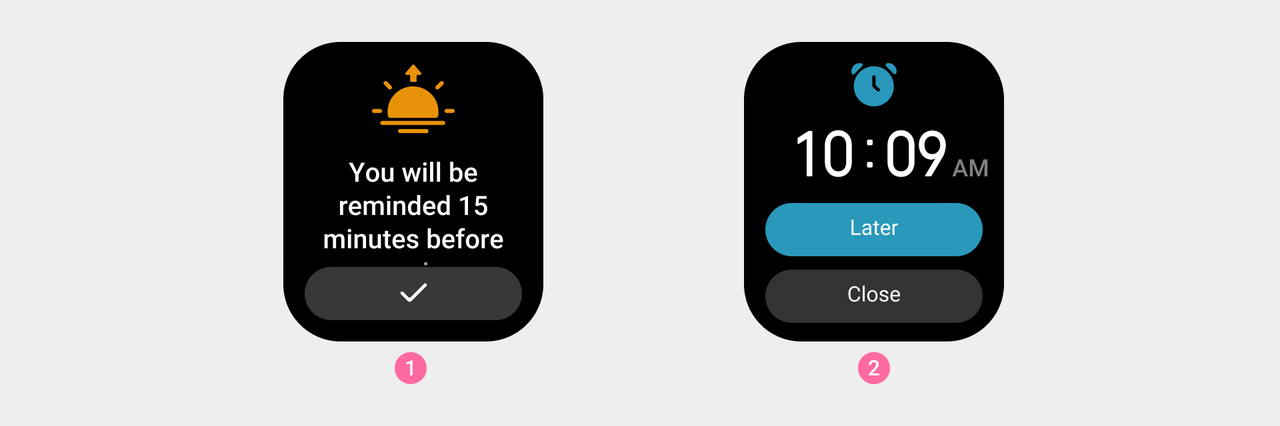 You will be
reminded 15
minutes before
1
10:09 AM
Later
Close
2